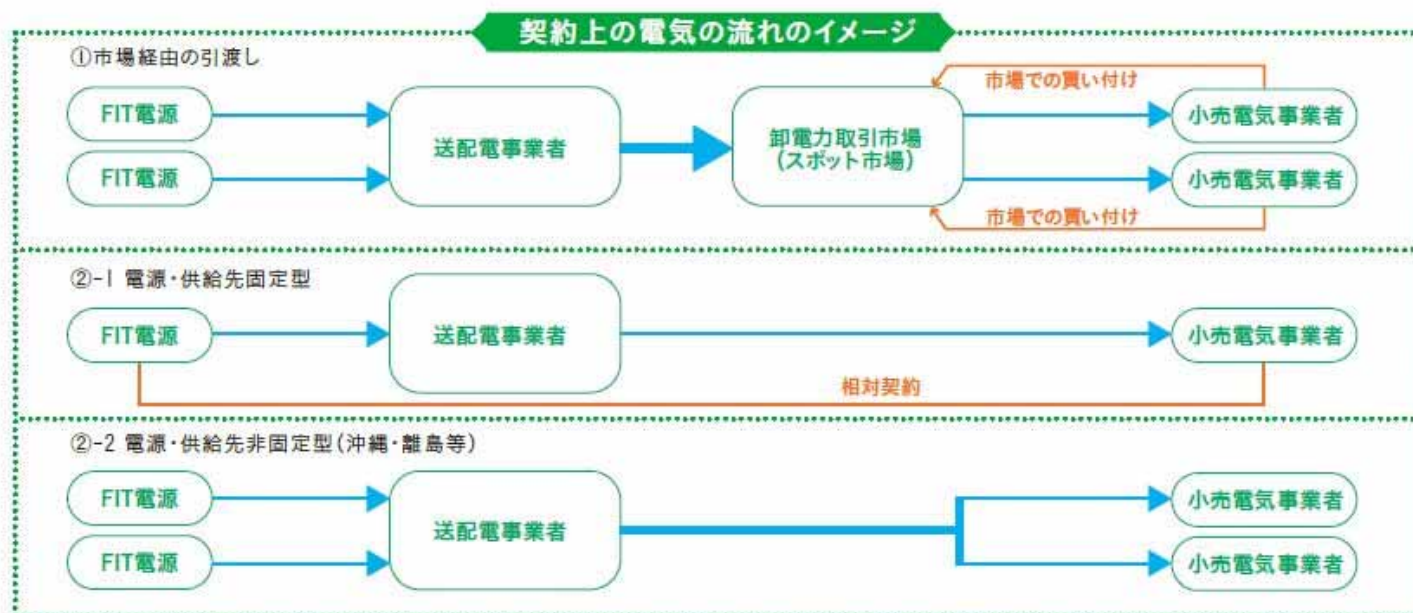 契約上の電気の流れのイメージ
①市場経由の引渡し
FIT電源
FIT電源
送配電事業者
卸電力取引市場
(スポット市場)
市場での買い付け
小売電気事業者
小売電気事業者
市場での買い付け
②-1 電源・供給先固定型
FIT電源
送配電事業者
小売電気事業者
相対契約
②-2 電源・供給先非固定型(沖縄・離島等)
FIT電源
FIT電源
送配電事業者
小売電気事業者
小売電気事業者